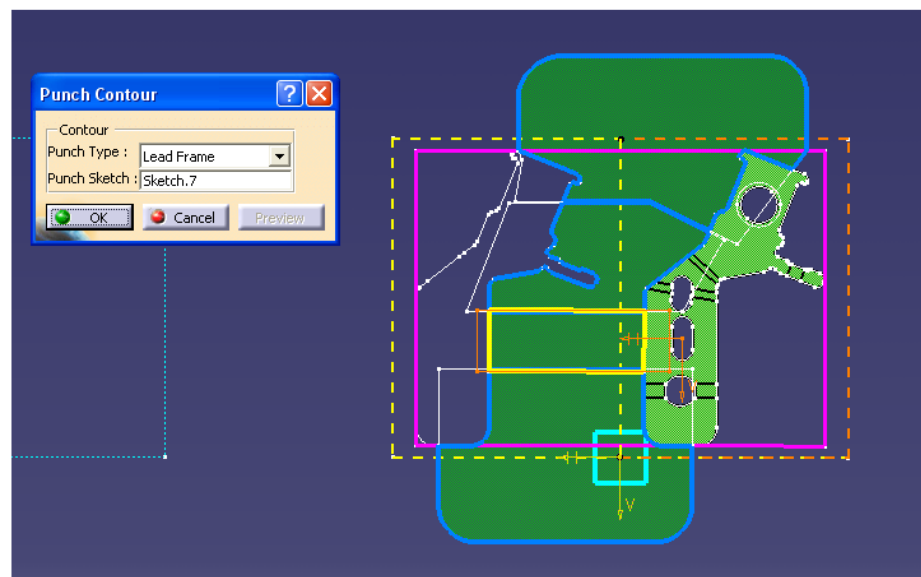 Punch Contour
Contour
Punch Type : Lead Frame
Punch Sketch : Sketch.7
OK Cancel Preview
H H
V